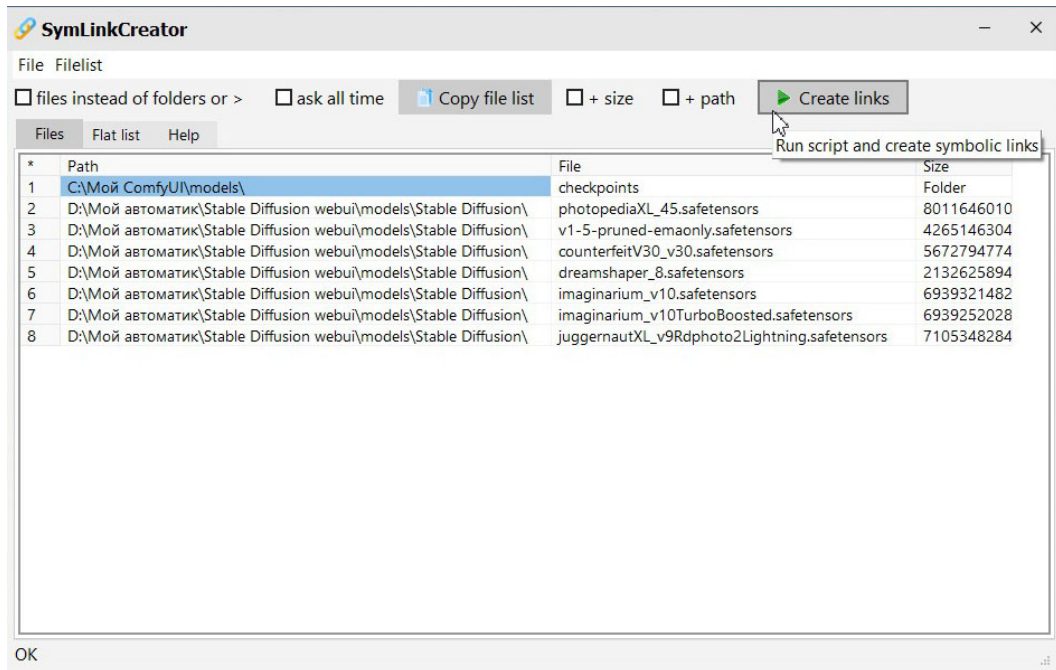 SymLinkCreator
File Filelist
files instead of folders or > ask all time Copy file list + size + path Create links
Files Flat list Help
Run script and create symbolic links
* Path File Size
1 C:\Мой ComfyUI\models\ checkpoints Folder
2 D:\Мой автоматик\Stable Diffusion webui\models\Stable Diffusion\ photopediaXL_45.safetensors 8011646010
3 D:\Мой автоматик\Stable Diffusion webui\models\Stable Diffusion\ v1-5-pruned-emaonly.safetensors 4265146304
4 D:\Мой автоматик\Stable Diffusion webui\models\Stable Diffusion\ counterfeitV30_v30.safetensors 5672794774
5 D:\Мой автоматик\Stable Diffusion webui\models\Stable Diffusion\ dreamshaper_8.safetensors 2132625894
6 D:\Мой автоматик\Stable Diffusion webui\models\Stable Diffusion\ imaginarium_v10.safetensors 6939321482
7 D:\Мой автоматик\Stable Diffusion webui\models\Stable Diffusion\ imaginarium_v10TurboBoosted.safetensors 6939252028
8 D:\Мой автоматик\Stable Diffusion webui\models\Stable Diffusion\ juggernautXL_v9Rdphoto2Lightning.safetensors 7105348284
OK